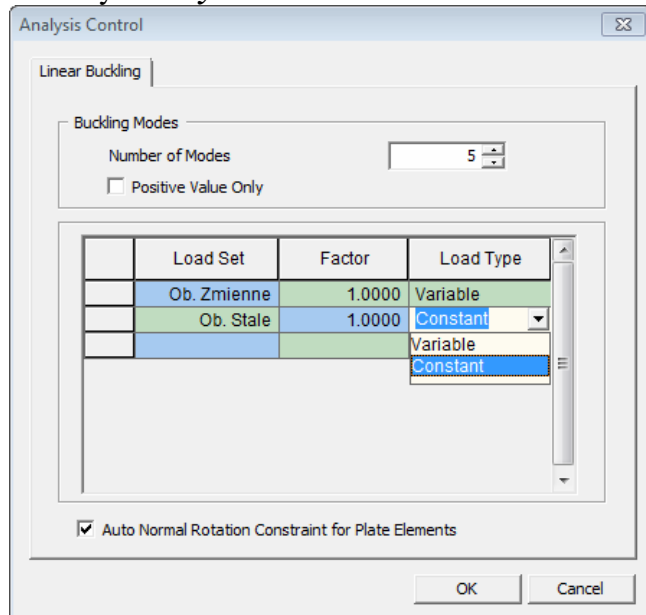 Analysis Control
Linear Buckling
Buckling Modes
Number of Modes 5
Positive Value Only
Load Set Factor Load Type
Ob. Zmienne 1.0000 Variable
Ob. Stale 1.0000 Constant
Variable
Constant
Auto Normal Rotation Constraint for Plate Elements
OK Cancel